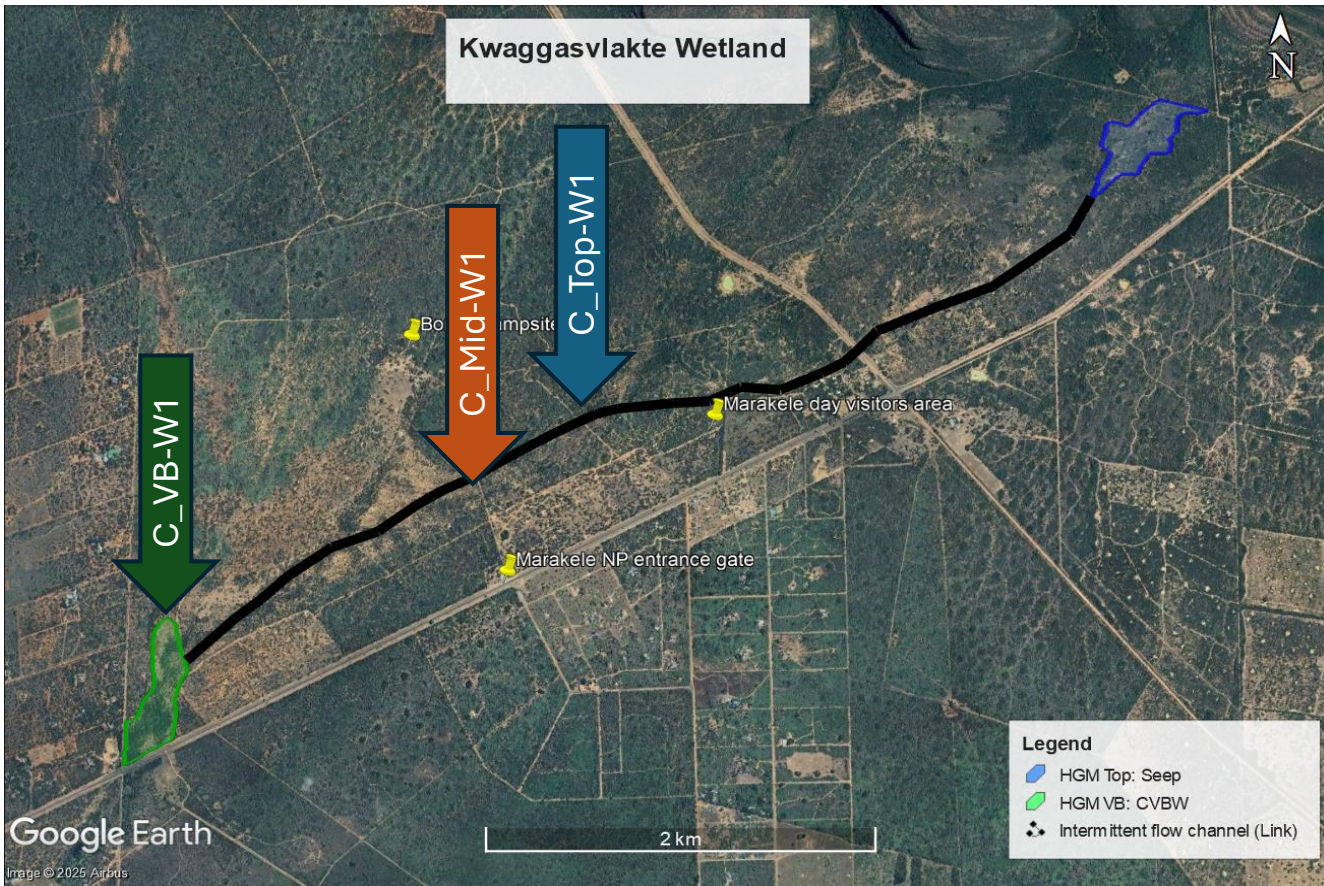 Kwaggasvlakte Wetland
N
C_Top-W1
C_Mid-W1
C_VB-W1
Marakele day visitors area
Marakele NP entrance gate
Legend
HGM Top: Seep
HGM VB: CVBW
Intermittent flow channel (Link)
2 km
Google Earth
Image © 2025 Airbus